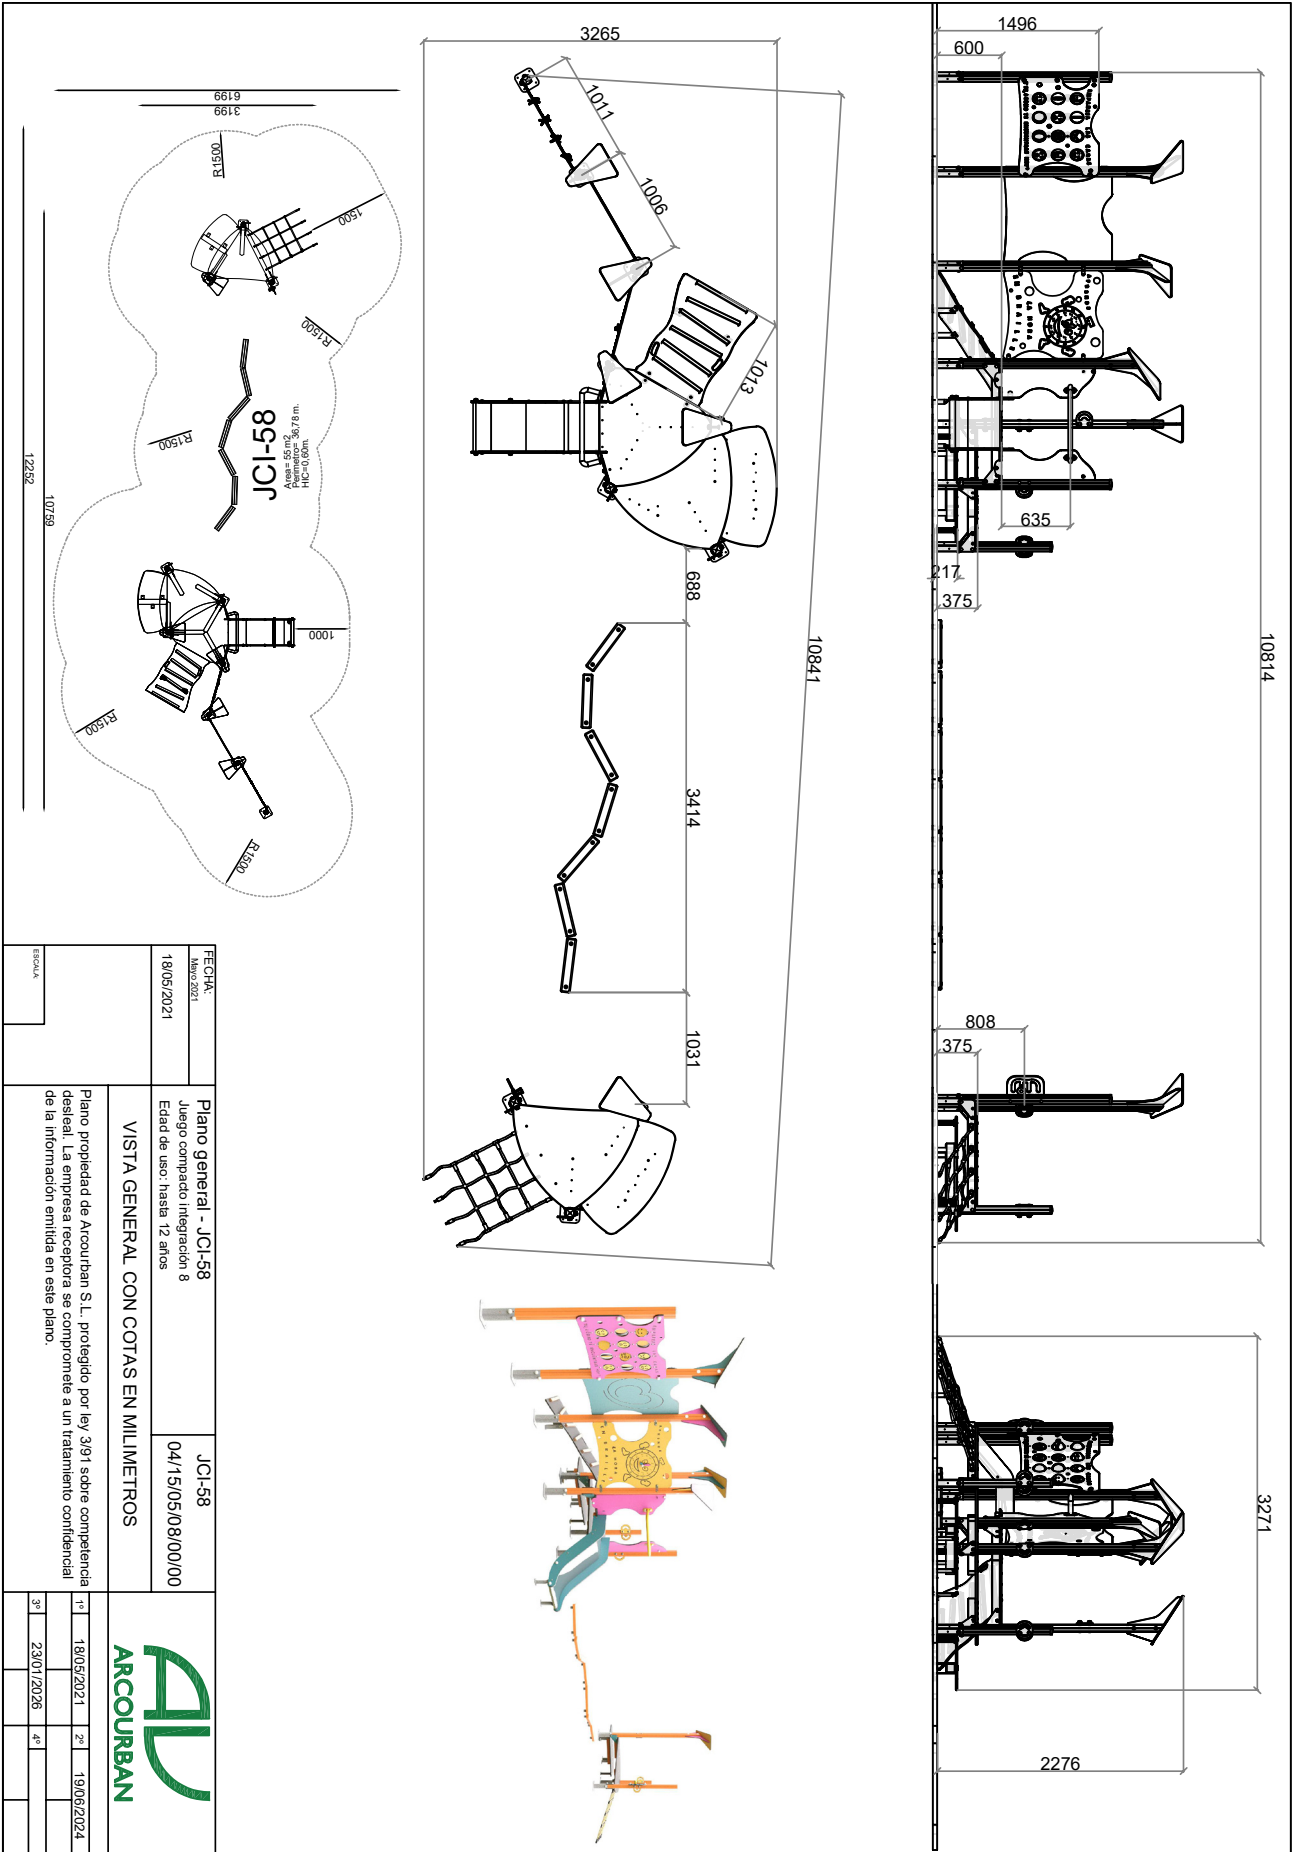 1496
600
10814
635
217
375
808
375
3271
2276
3265
1011
1006
1013
10841
688
3414
1031
6199
3199
12252
10759
R1500
1500
R1500
R1500
1000
R1500
R1500
JCI-58
Area= 55 m2
Perimetro= 36,78 m.
HIC=0,60m.
FECHA:
Mayo 2021
18/05/2021
ESCALA:
Plano general - JCI-58
Juego compacto integración 8
Edad de uso: hasta 12 años
JCI-58
04/15/05/08/00/00
VISTA GENERAL CON COTAS EN MILIMETROS
Plano propiedad de Arcourban S.L. protegido por ley 3/91 sobre competencia
desleal. La empresa receptora se compromete a un tratamiento confidencial
de la información emitida en este plano.
ARCOURBAN
1º 18/05/2021 2º 19/06/2024
3º 23/01/2026 4º
LA HORA